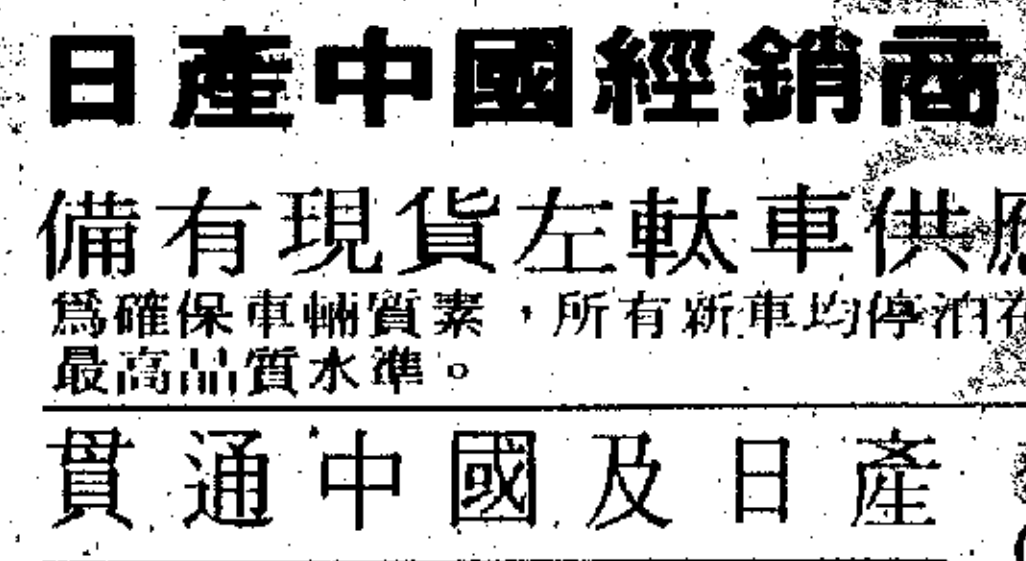 日產中國經銷商
備有現貨左軚車供應
爲確保車輛質素，所有新車均停泊在
最高品質水準。
貫通中國及日產